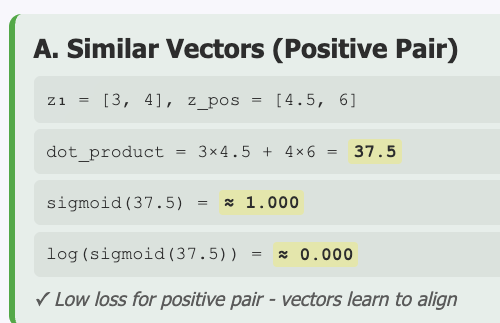 A. Similar Vectors (Positive Pair)
z₁ = [3, 4], z_pos = [4.5, 6]
dot_product = 3×4.5 + 4×6 = 37.5
sigmoid(37.5) = ≈ 1.000
log(sigmoid(37.5)) = ≈ 0.000
✓ Low loss for positive pair - vectors learn to align